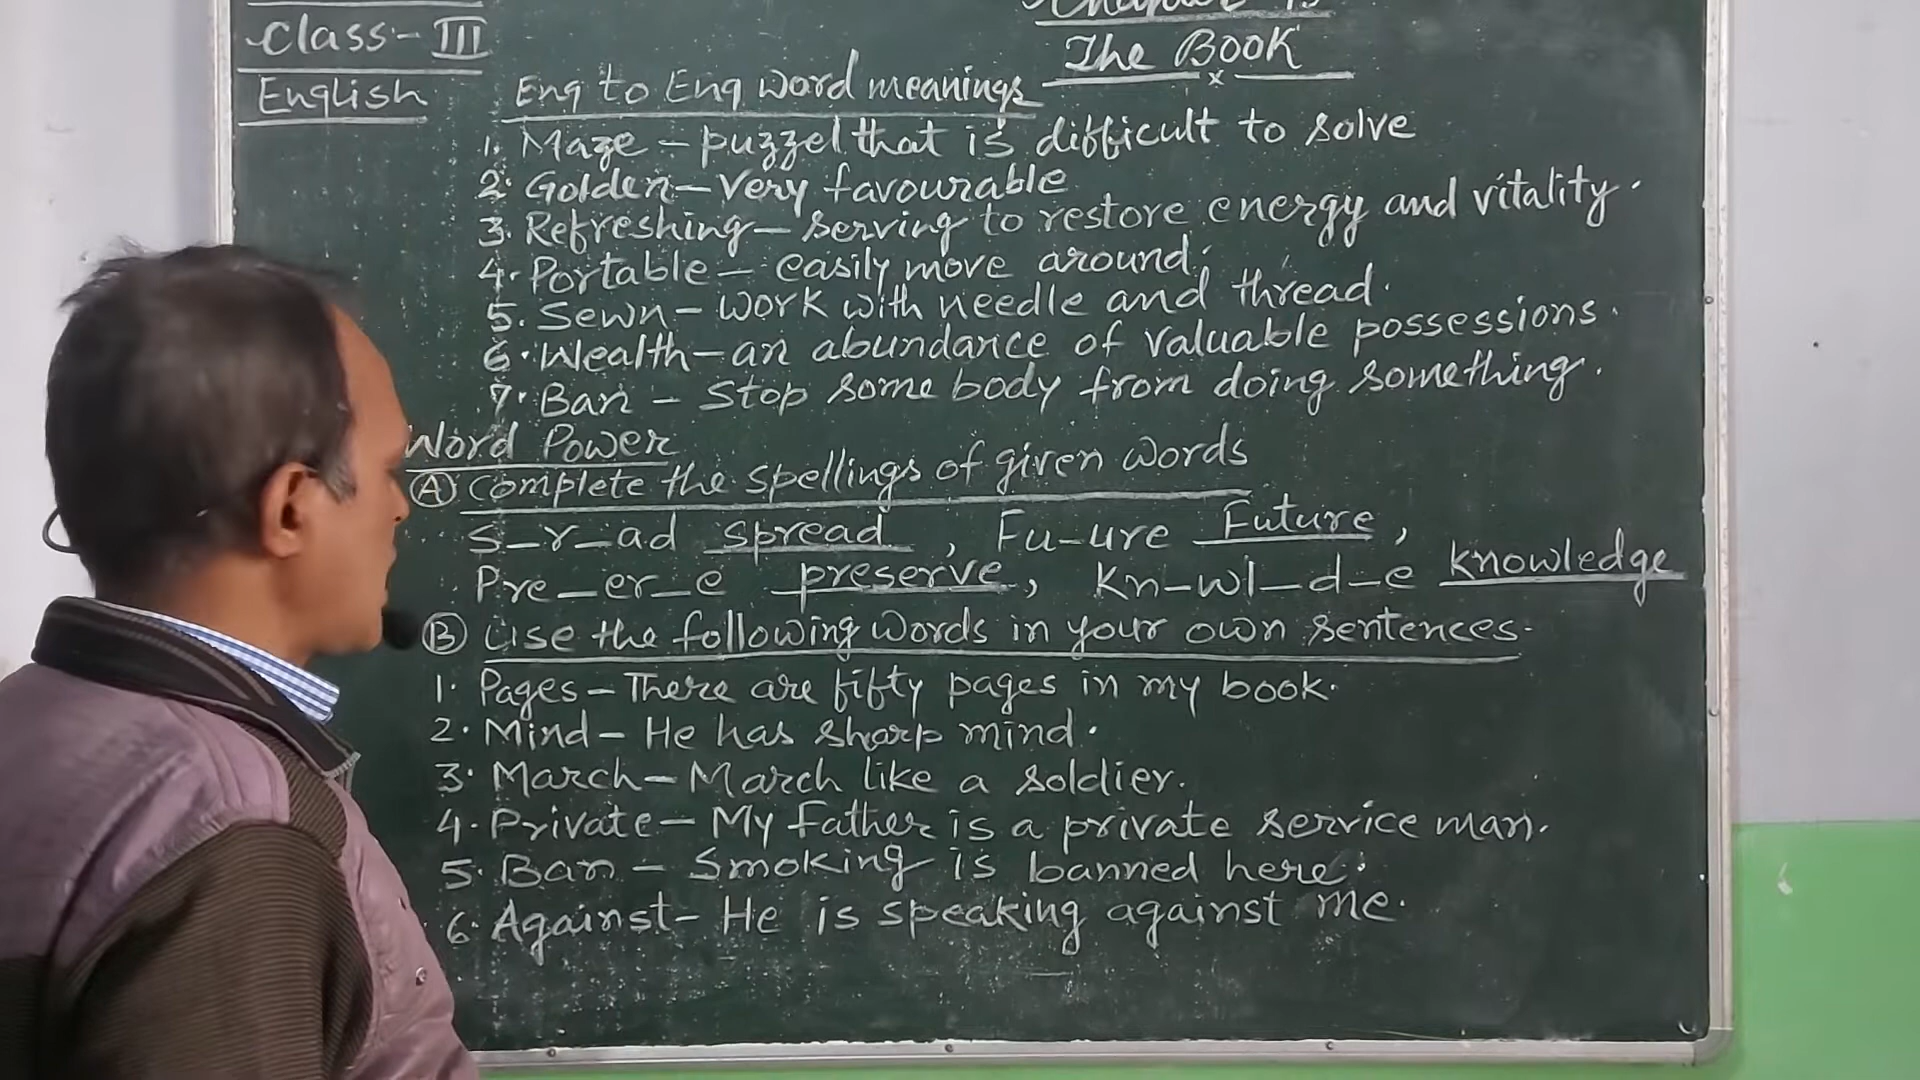 Class-III
English
The Book
x
Eng to Eng word meanings
1. Maze - puzzel that is difficult to solve
2. Golden - Very favourable
3. Refreshing - serving to restore energy and vitality.
4. Portable - easily move around.
5. Sewn - work with needle and thread.
6. Wealth - an abundance of valuable possessions.
7. Ban - Stop some body from doing something.
Word Power
(A) Complete the spellings of given words
S_r_ad spread, Fu-ure Future,
Pre_er_e preserve, Kn-wl_d_e knowledge
(B) Use the following words in your own sentences.
1. Pages - There are fifty pages in my book.
2. Mind - He has sharp mind.
3. March - March like a soldier.
4. Private - My Father is a private service man.
5. Ban - Smoking is banned here.
6. Against - He is speaking against me.